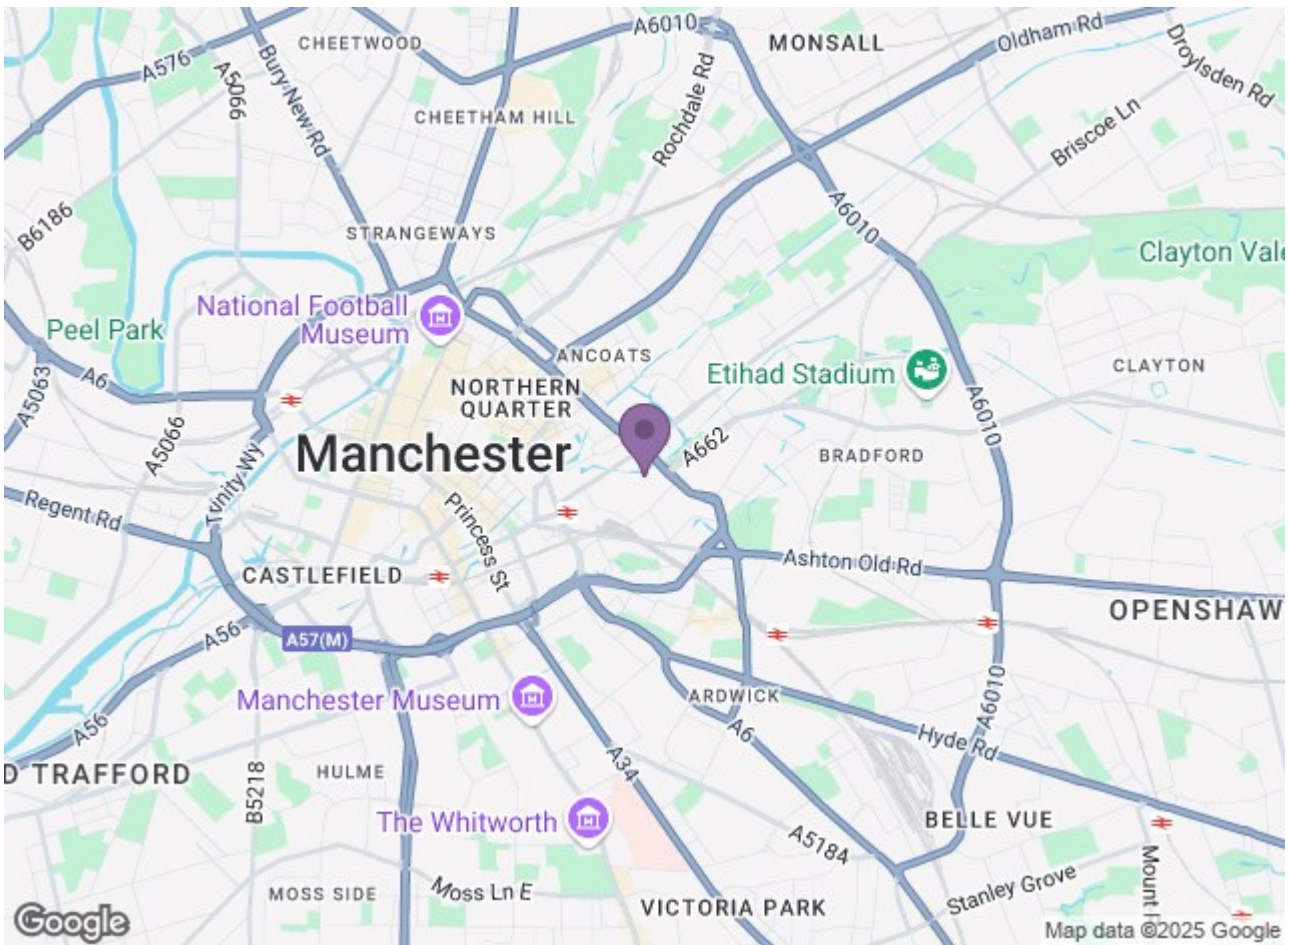 CHEETWOOD
A6010
MONSALL
Oldham Rd
Droylsden Rd
A576
A5066
Bury New Rd
CHEETHAM HILL
Rochdale Rd
Briscoe Ln
B6186
STRANGEWAYS
A6010
Clayton Vale
National Football
Museum
Peel Park
ANCOATS
Etihad Stadium
CLAYTON
A6
A5063
NORTHERN
QUARTER
A6010
A5066
Manchester
A662
BRADFORD
Trinity Wy
Regent Rd
Princess St
CASTLEFIELD
Ashton Old Rd
OPENSHAW
A56
A57(M)
Manchester Museum
ARDWICK
A6010
A56
A6
Hyde Rd
D TRAFFORD
HULME
B5218
A34
The Whitworth
A5184
BELLE VUE
MOSS SIDE
Moss Ln E
VICTORIA PARK
Stanley Grove
Mount
Google
Map data ©2025 Google